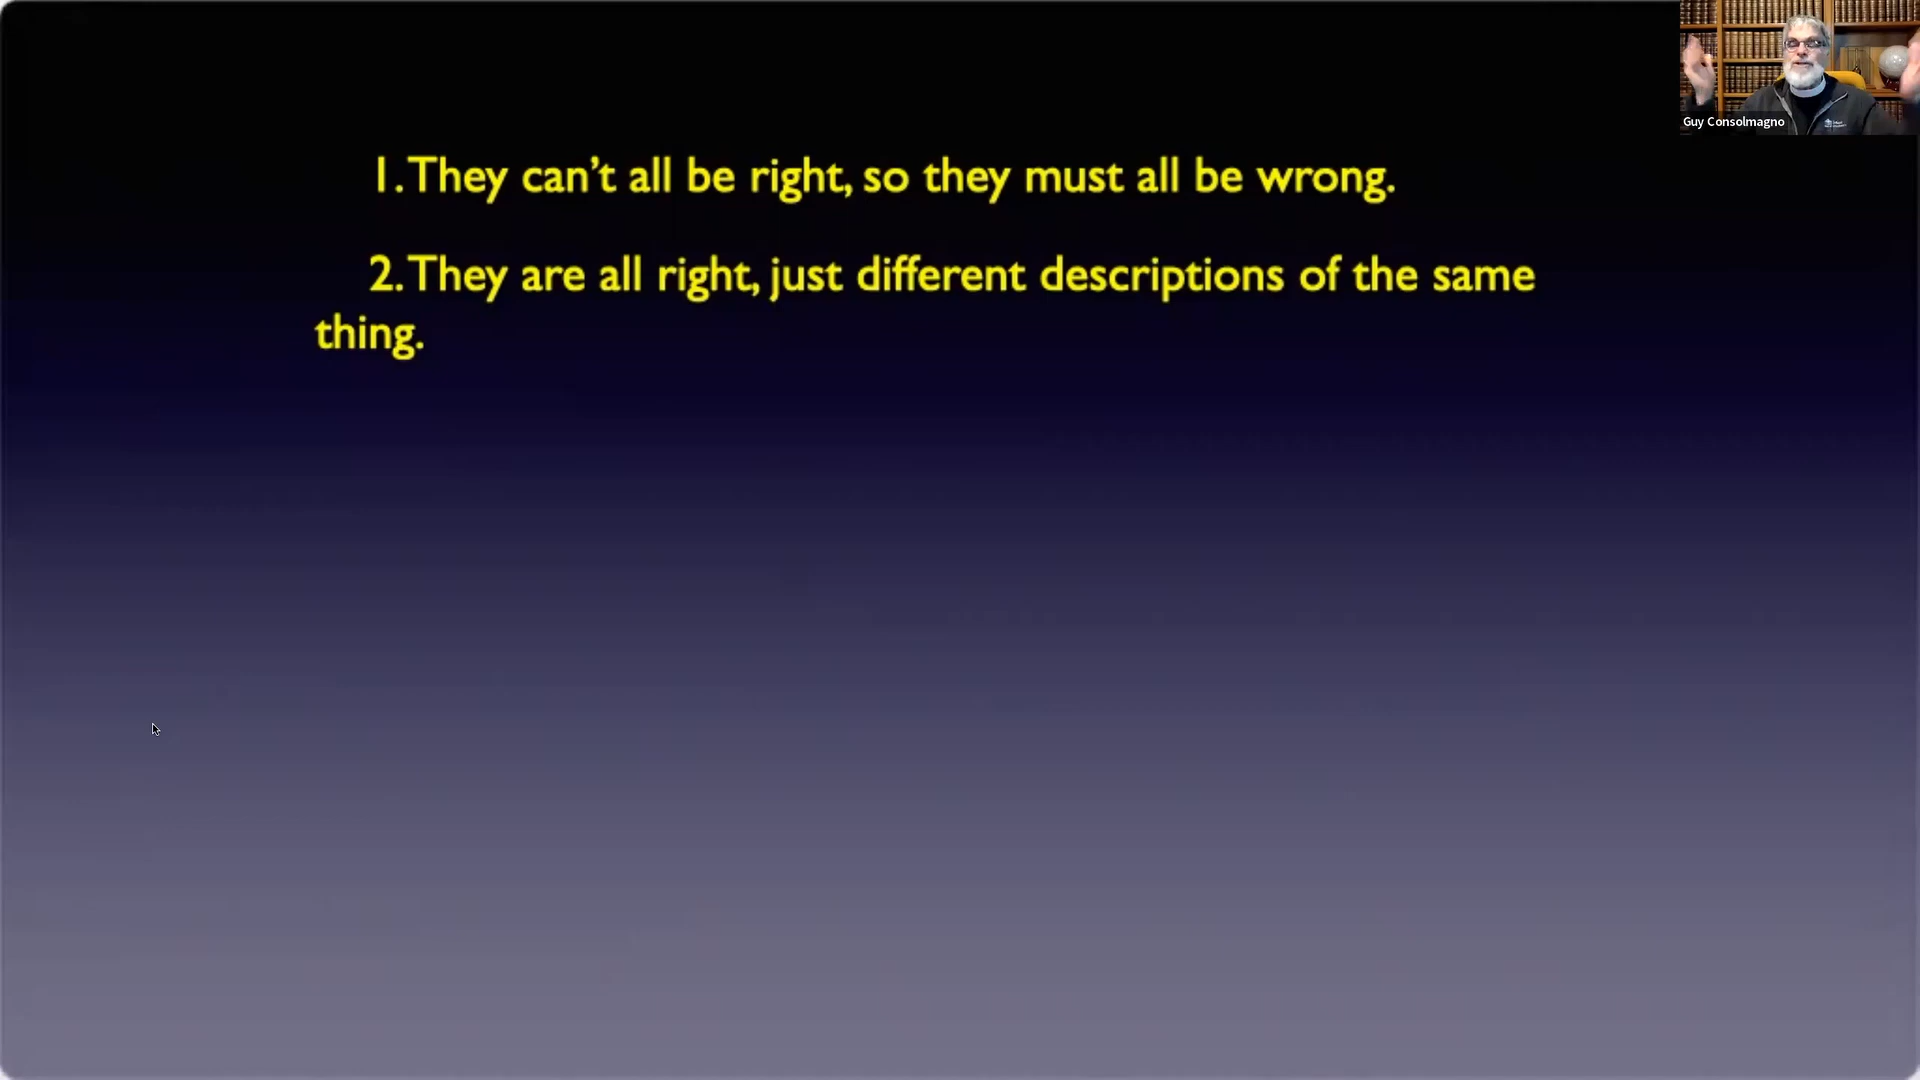 Guy Consolmagno
1. They can’t all be right, so they must all be wrong.
2. They are all right, just different descriptions of the same
thing.